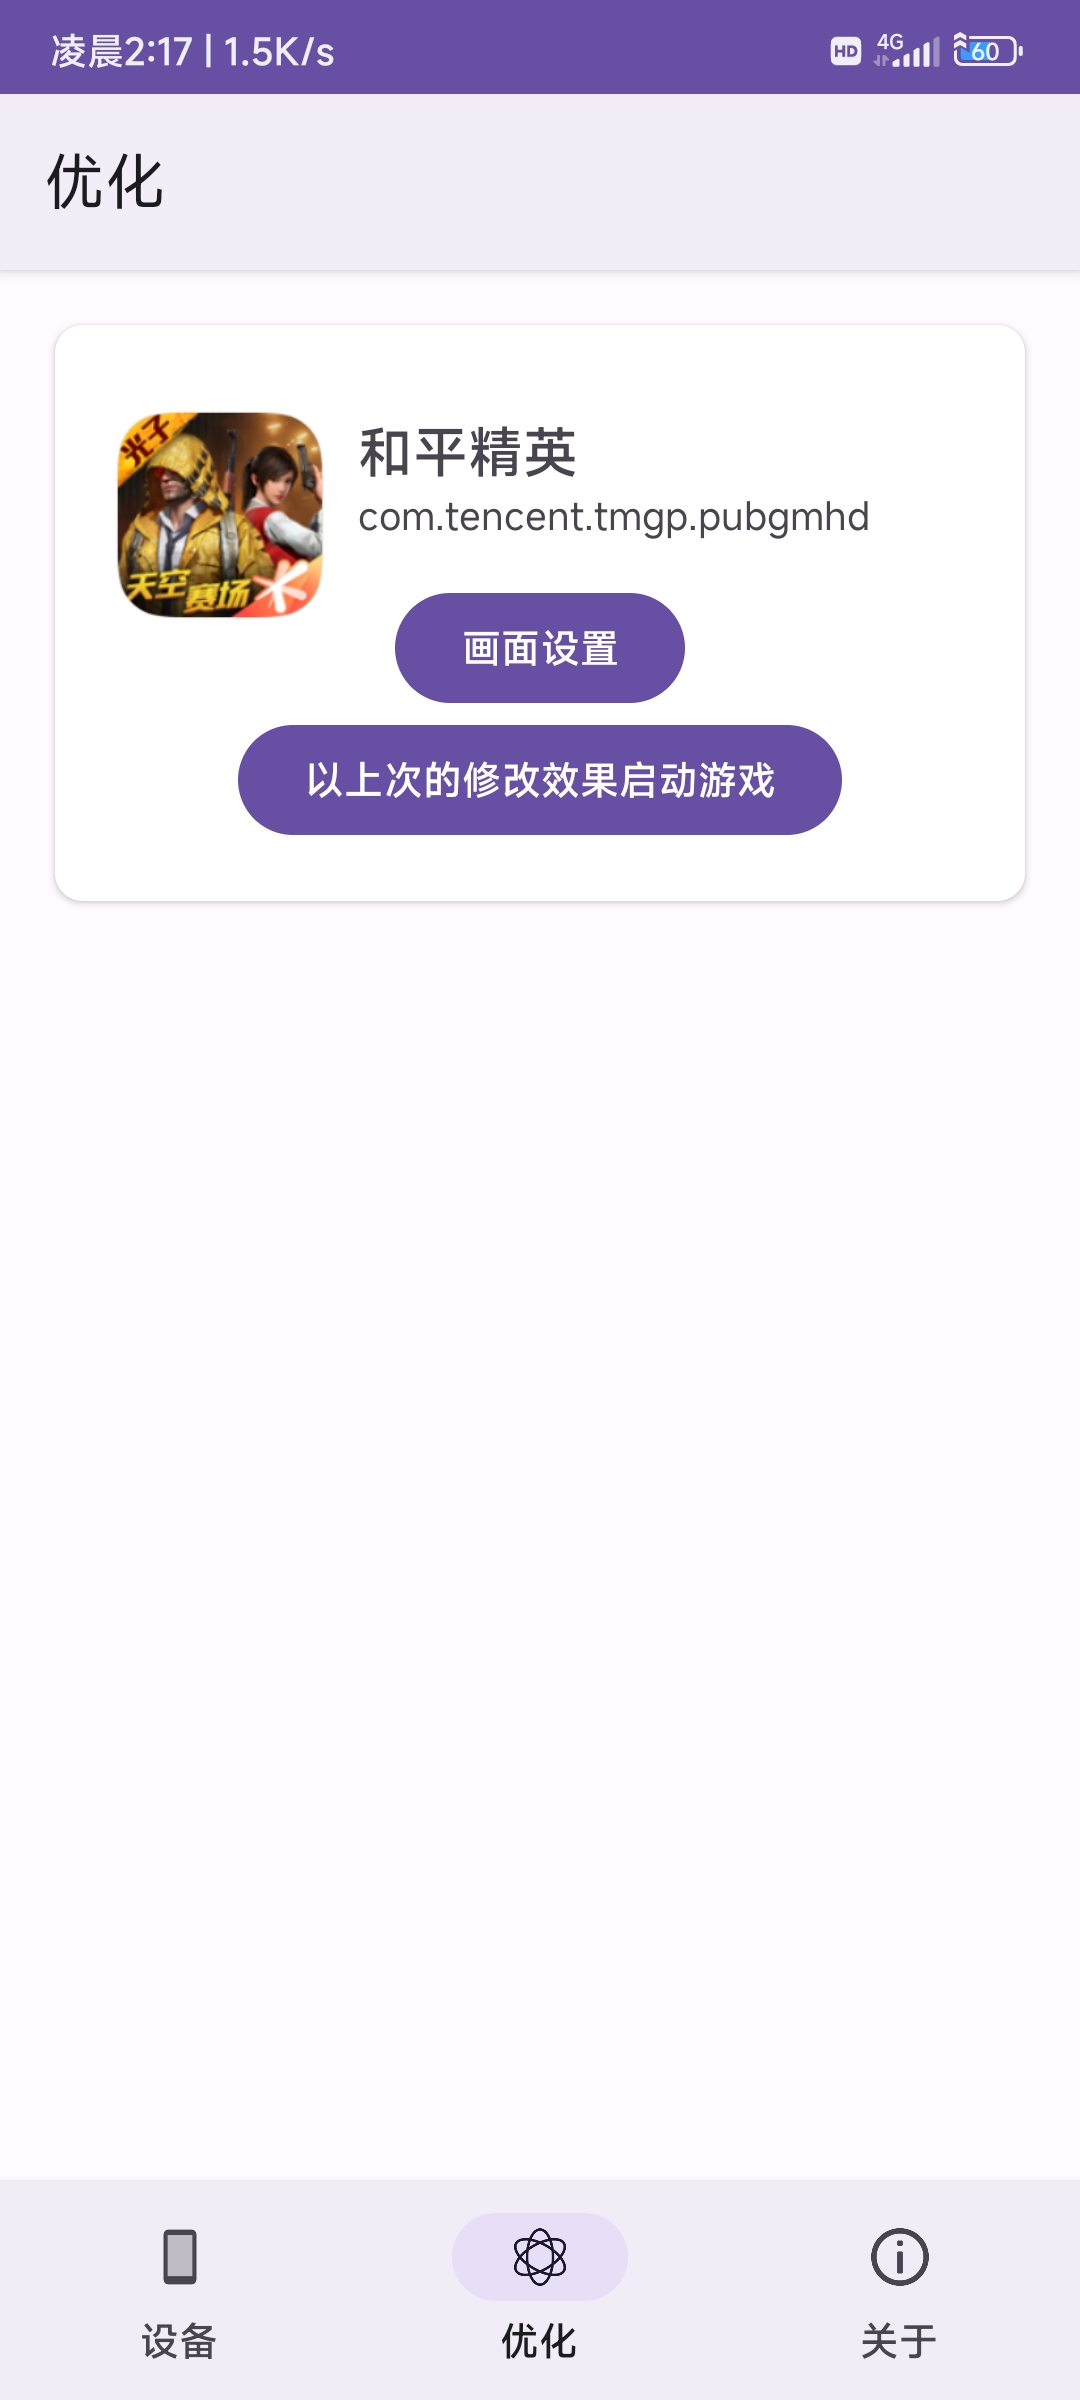 凌晨2:17 | 1.5K/s
HD 4G 60
优化
光子
天空赛场
和平精英
com.tencent.tmgp.pubgmhd
画面设置
以上次的修改效果启动游戏
设备
优化
关于